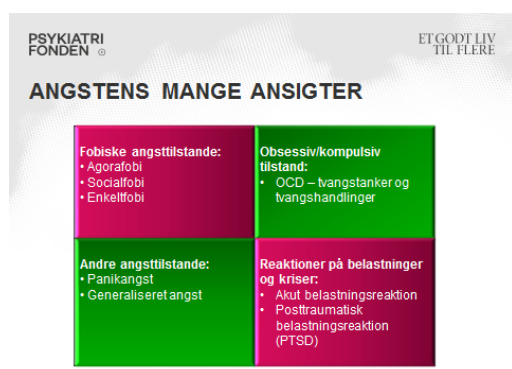 PSYKIATRI
FONDEN
ET GODT LIV
TIL FLERE
ANGSTENS MANGE ANSIGTER
Fobiske angsttilstande:
• Agorafobi
• Socialfobi
• Enkeltfobi
Obsessiv/kompulsiv
tilstand:
• OCD – tvangstanker og
tvangshandlinger
Andre angsttilstande:
• Panikangst
• Generaliseret angst
Reaktioner på belastninger
og kriser:
• Akut belastningsreaktion
• Posttraumatisk
belastningsreaktion
(PTSD)